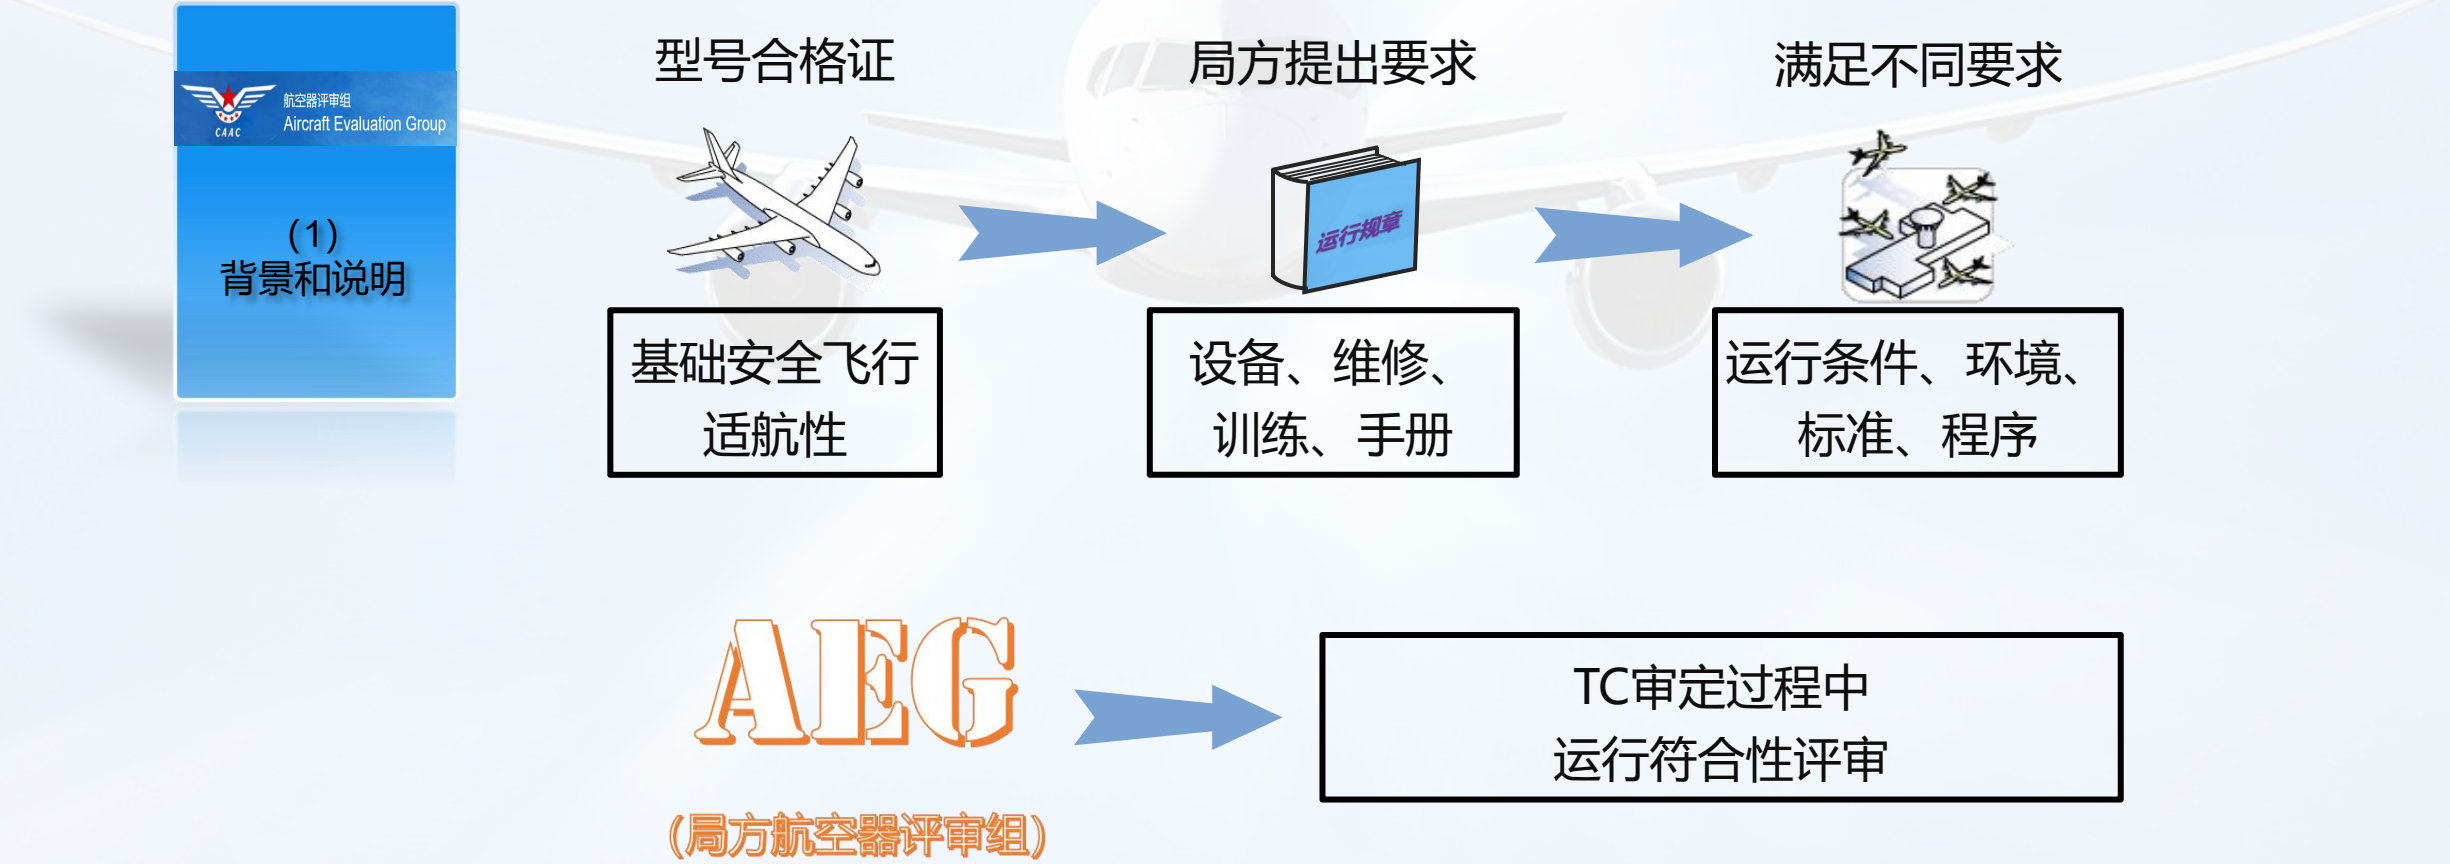 航空器评审组
Aircraft Evaluation Group
CAAC
（1）
背景和说明
型号合格证
局方提出要求
满足不同要求
运行规章
基础安全飞行
适航性
设备、维修、
训练、手册
运行条件、环境、
标准、程序
AEG
（局方航空器评审组）
TC审定过程中
运行符合性评审